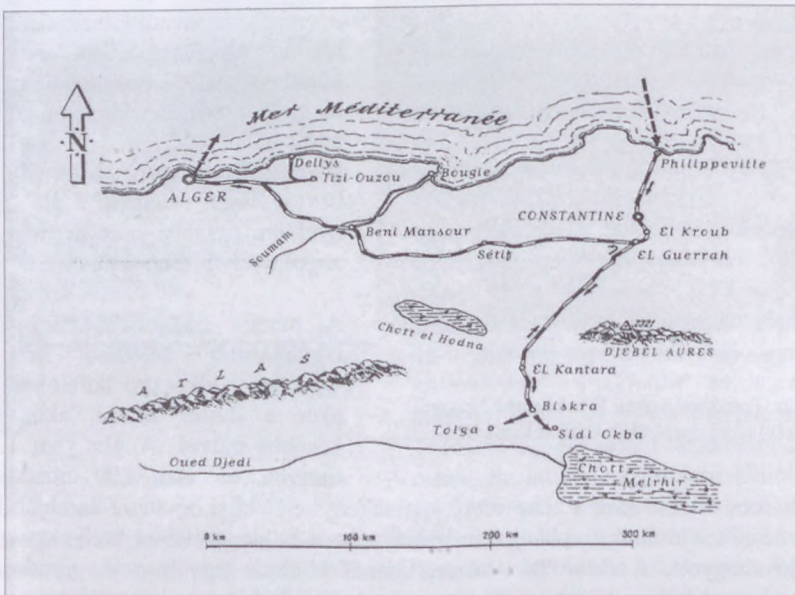 N
Mer Méditerranée
Dellys
Tizi-Ouzou
Bougie
Philippeville
ALGER
CONSTANTINE
Beni Mansour
El Kroub
Soumam
Sétif
EL Guerrah
Chott el Hodna
2321
DJEBEL AURES
A L A S
EL Kantara
Biskra
Tolga
Sidi Okba
Oued Djedi
Chott
Melrhir
0 km 100 km 200 km 300 km